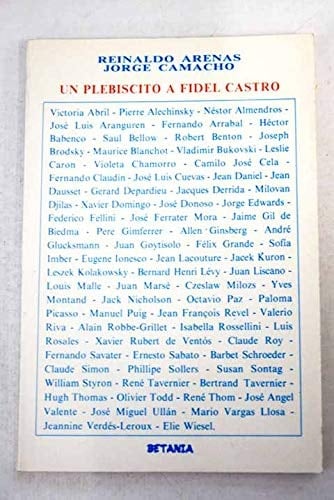 REINALDO ARENAS
JORGE CAMACHO
UN PLEBISCITO A FIDEL CASTRO
Victoria Abril - Pierre Alechinsky - Néstor Almendros -
José Luis Aranguren - Fernando Arrabal - Héctor
Babenco - Saul Bellow - Robert Benton - Joseph
Brodsky - Maurice Blanchot - Vladimir Bukovski - Leslie
Caron - Violeta Chamorro - Camilo José Cela -
Fernando Claudin - José Luis Cuevas - Jean Daniel - Jean
Dausset - Gerard Depardieu - Jacques Derrida - Milovan
Djilas - Xavier Domingo - José Donoso - Jorge Edwards -
Federico Fellini - José Ferrater Mora - Jaime Gil de
Biedma - Pere Gimferrer - Allen Ginsberg - André
Glucksmann - Juan Goytisolo - Félix Grande - Sofía
Imber - Eugene Ionesco - Jean Lacouture - Jacek Kuron -
Leszek Kolakowsky - Bernard Henri Lévy - Juan Liscano -
Louis Malle - Juan Marsé - Czeslaw Milosz - Yves
Montand - Jack Nicholson - Octavio Paz - Paloma
Picasso - Manuel Puig - Jean François Revel - Valerio
Riva - Alain Robbe-Grillet - Isabella Rossellini - Luis
Rosales - Xavier Rubert de Ventós - Claude Roy -
Fernando Savater - Ernesto Sabato - Barbet Schroeder -
Claude Simon - Phillipe Sollers - Susan Sontag -
William Styron - René Tavernier - Bertrand Tavernier -
Hugh Thomas - Olivier Todd - René Thom - José Angel
Valente - José Miguel Ullán - Mario Vargas Llosa -
Jeannine Verdés-Leroux - Elie Wiesel.
BETANIA